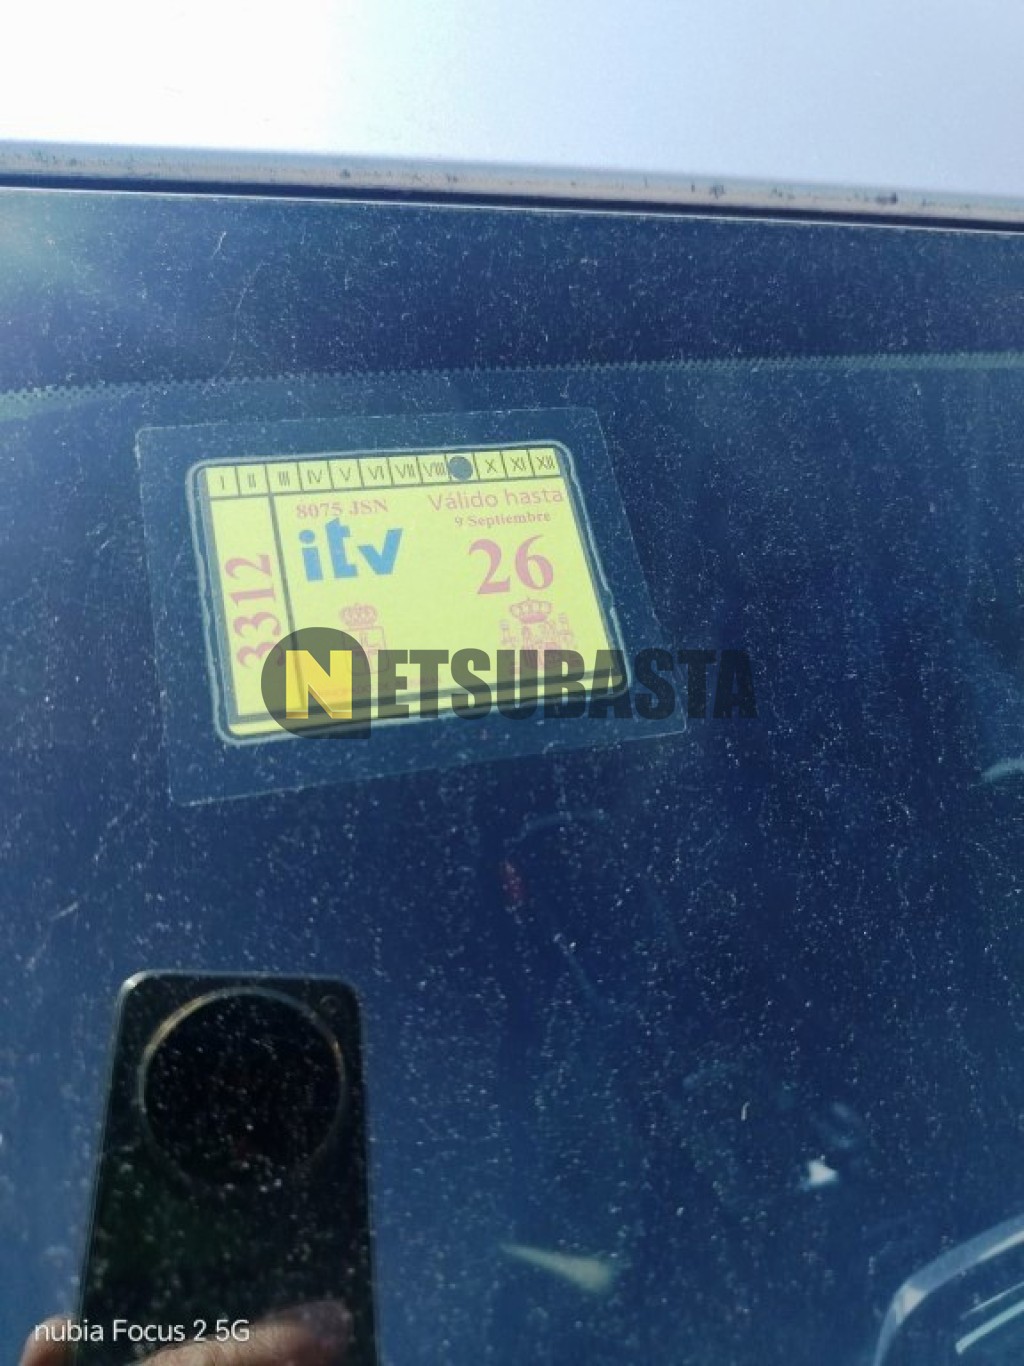 I II III IV V VI VII VIII X XI XII
8075 JSN
Válido hasta
9 Septiembre
itv
26
3312
NETSUBASTA
nubia Focus 2 5G